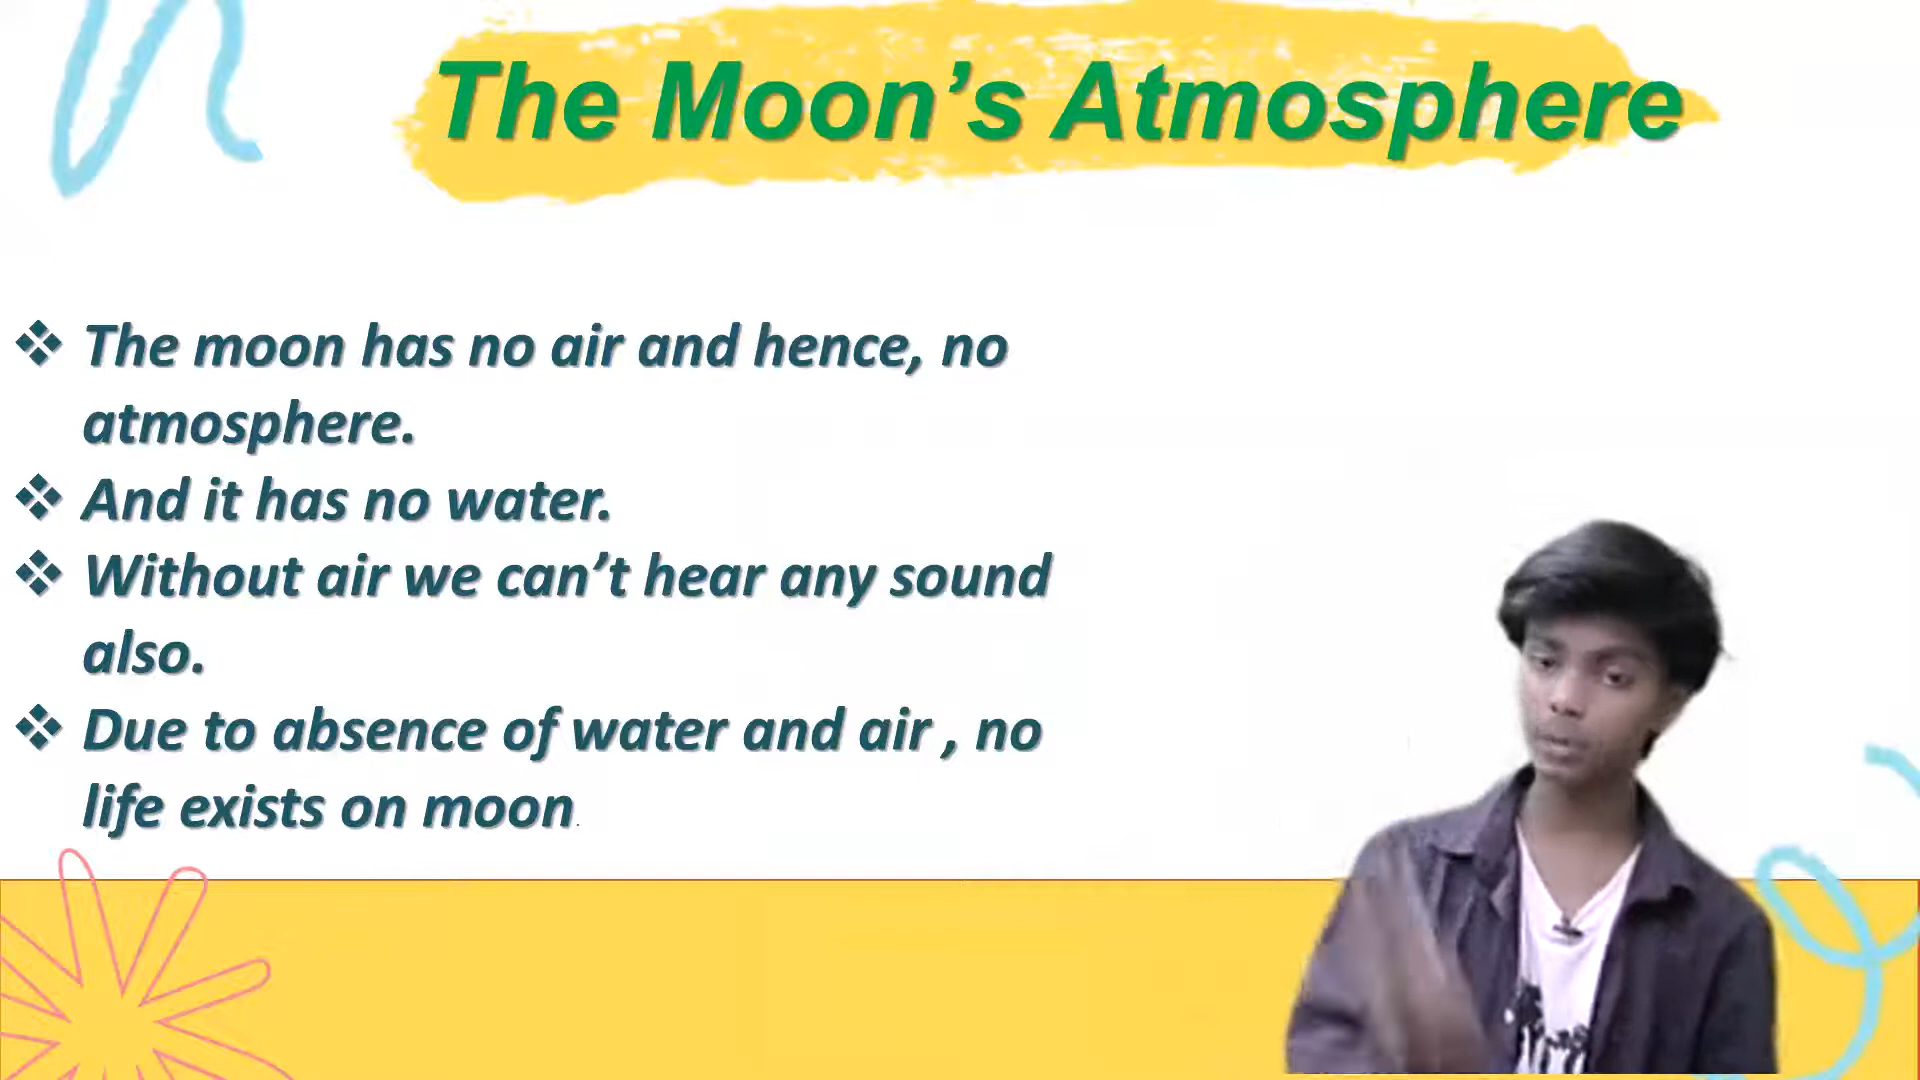 The Moon’s Atmosphere
❖ The moon has no air and hence, no
atmosphere.
❖ And it has no water.
❖ Without air we can’t hear any sound
also.
❖ Due to absence of water and air , no
life exists on moon.